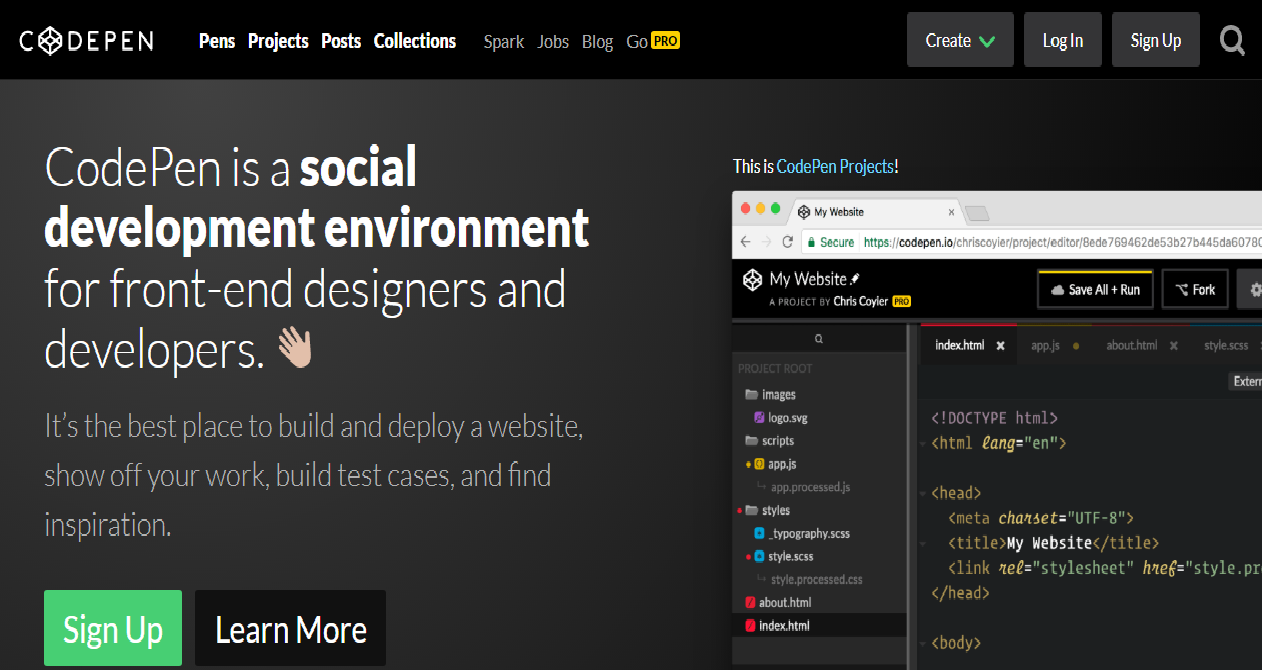 CODEPEN Pens Projects Posts Collections Spark Jobs Blog Go PRO Create Log In Sign Up
CodePen is a social
development environment
for front-end designers and
developers.
It's the best place to build and deploy a website,
show off your work, build test cases, and find
inspiration.
Sign Up Learn More
This is CodePen Projects!
My Website x
Secure https://codepen.io/chriscoyier/project/editor/8ede769462de53b27b445da60780
My Website
A PROJECT BY Chris Coyier PRO
Save All + Run Fork
PROJECT ROOT
images
logo.svg
scripts
app.js
app.processed.js
styles
_typography.scss
style.scss
style.processed.css
about.html
index.html
index.html x app.js about.html x style.scss
Extern
<!DOCTYPE html>
<html lang="en">
<head>
<meta charset="UTF-8">
<title>My Website</title>
<link rel="stylesheet" href="style.pr
</head>
<body>